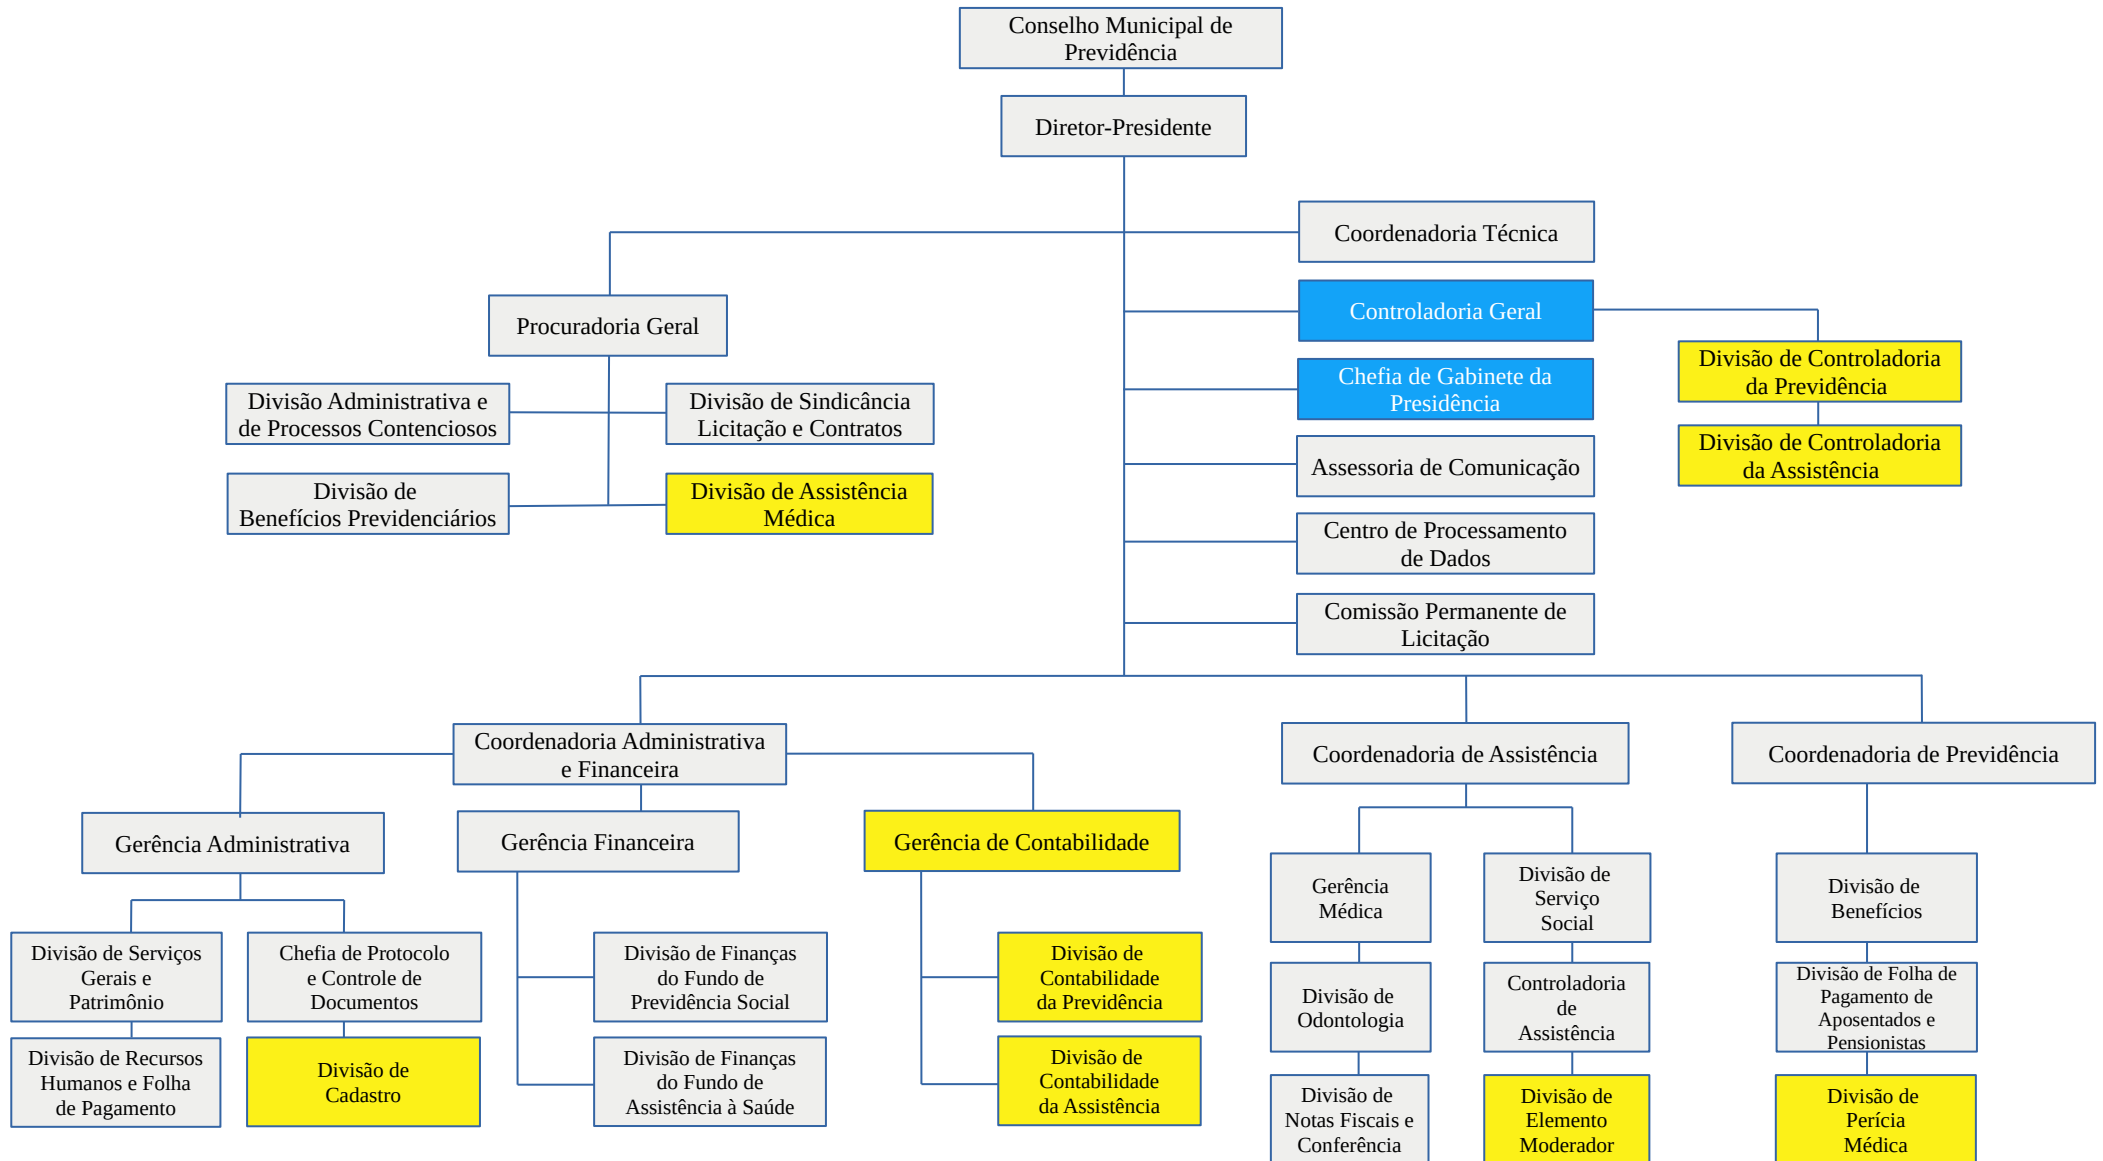 Conselho Municipal de
Previdência
Diretor-Presidente
Coordenadoria Técnica
Controladoria Geral
Procuradoria Geral
Divisão de Controladoria
da Previdência
Chefia de Gabinete da
Presidência
Divisão Administrativa e
de Processos Contenciosos
Divisão de Sindicância
Licitação e Contratos
Divisão de Controladoria
da Assistência
Assessoria de Comunicação
Divisão de
Benefícios Previdenciários
Divisão de Assistência
Médica
Centro de Processamento
de Dados
Comissão Permanente de
Licitação
Coordenadoria Administrativa
e Financeira
Coordenadoria de Assistência
Coordenadoria de Previdência
Gerência Administrativa
Gerência Financeira
Gerência de Contabilidade
Gerência
Médica
Divisão de
Serviço
Social
Divisão de
Benefícios
Divisão de Serviços
Gerais e
Patrimônio
Chefia de Protocolo
e Controle de
Documentos
Divisão de Finanças
do Fundo de
Previdência Social
Divisão de
Contabilidade
da Previdência
Divisão de
Odontologia
Controladoria
de
Assistência
Divisão de Folha de
Pagamento de
Aposentados e
Pensionistas
Divisão de Recursos
Humanos e Folha
de Pagamento
Divisão de
Cadastro
Divisão de Finanças
do Fundo de
Assistência à Saúde
Divisão de
Contabilidade
da Assistência
Divisão de
Notas Fiscais e
Conferência
Divisão de
Elemento
Moderador
Divisão de
Perícia
Médica